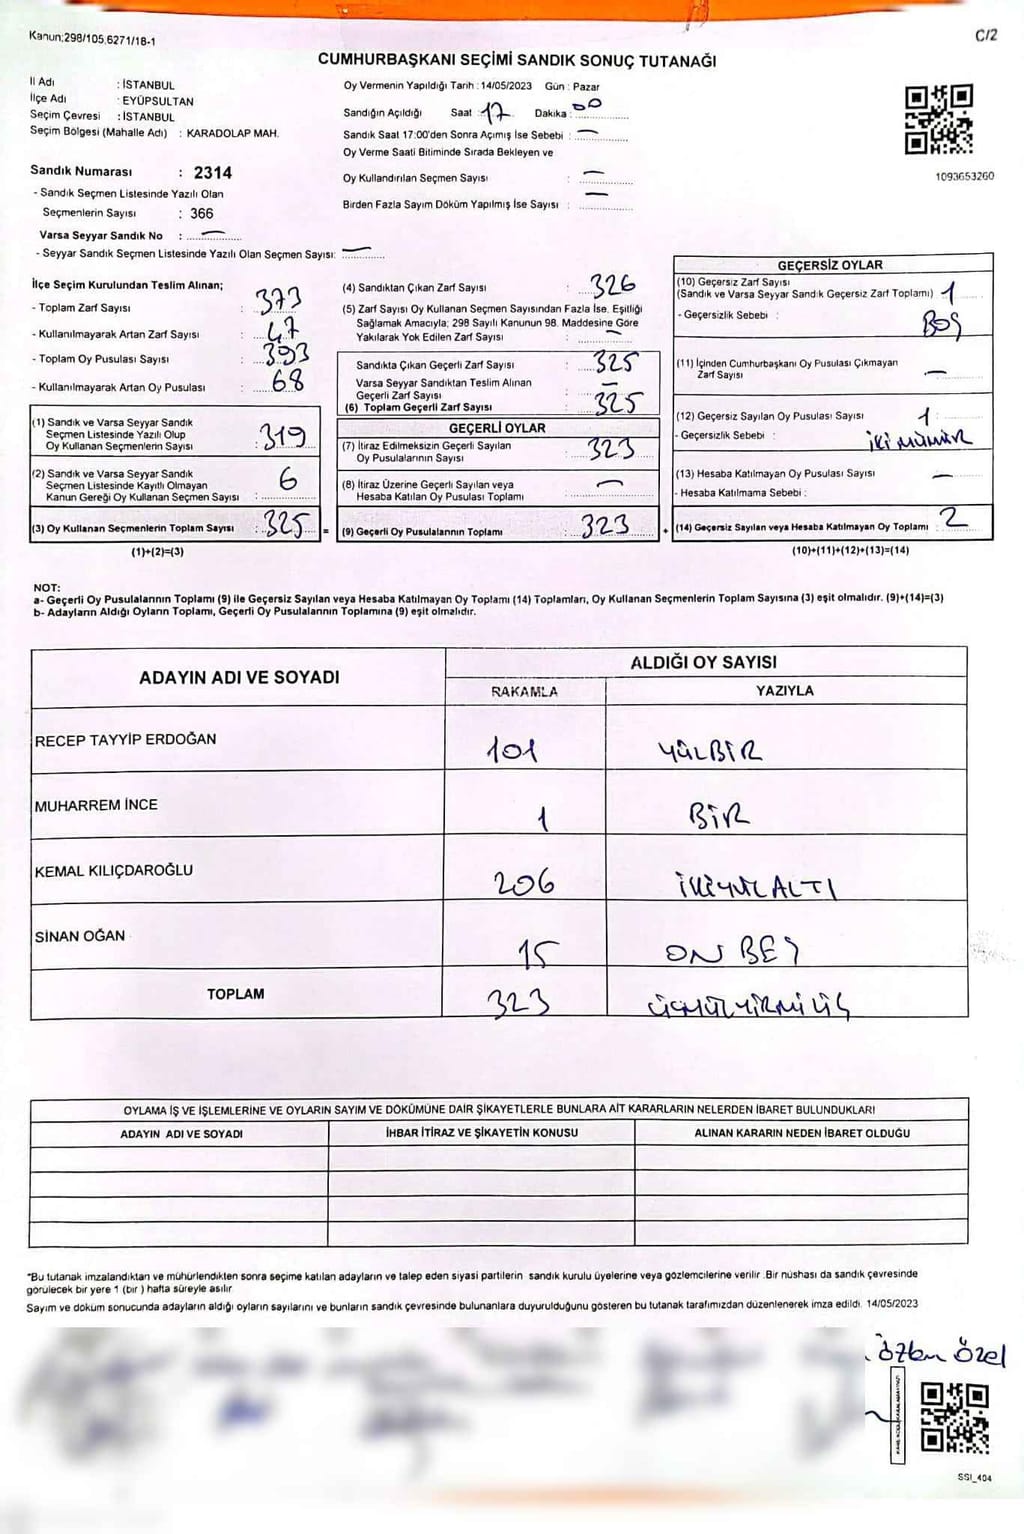 Kanun:298/105,6271/18-1
C/2
CUMHURBAŞKANI SEÇİMİ SANDIK SONUÇ TUTANAĞI
İl Adı : İSTANBUL
İlçe Adı : EYÜPSULTAN
Seçim Çevresi : İSTANBUL
Seçim Bölgesi (Mahalle Adı) : KARADOLAP MAH.
Sandık Numarası : 2314
- Sandık Seçmen Listesinde Yazılı Olan
Seçmenlerin Sayısı : 366
Varsa Seyyar Sandık No : —
- Seyyar Sandık Seçmen Listesinde Yazılı Olan Seçmen Sayısı: —
Oy Vermenin Yapıldığı Tarih : 14/05/2023 Gün : Pazar
Sandığın Açıldığı Saat : 17 Dakika : 00
Sandık Saat 17:00'den Sonra Açımış İse Sebebi : —
Oy Verme Saati Bitiminde Sırada Bekleyen ve
Oy Kullandırılan Seçmen Sayısı : —
Birden Fazla Sayım Döküm Yapılmış İse Sayısı : —
1093653260
İlçe Seçim Kurulundan Teslim Alınan;
- Toplam Zarf Sayısı : 373
- Kullanılmayarak Artan Zarf Sayısı : 47
- Toplam Oy Pusulası Sayısı : 393
- Kullanılmayarak Artan Oy Pusulası : 68
(1) Sandık ve Varsa Seyyar Sandık
Seçmen Listesinde Yazılı Olup
Oy Kullanan Seçmenlerin Sayısı : 319
(2) Sandık ve Varsa Seyyar Sandık
Seçmen Listesinde Kayıtlı Olmayan
Kanun Gereği Oy Kullanan Seçmen Sayısı : 6
(3) Oy Kullanan Seçmenlerin Toplam Sayısı : 325 =
(1)+(2)=(3)
(4) Sandıktan Çıkan Zarf Sayısı : 326
(5) Zarf Sayısı Oy Kullanan Seçmen Sayısından Fazla İse, Eşitliği
Sağlamak Amacıyla; 298 Sayılı Kanunun 98. Maddesine Göre
Yakılarak Yok Edilen Zarf Sayısı : —
Sandıkta Çıkan Geçerli Zarf Sayısı : 325
Varsa Seyyar Sandıktan Teslim Alınan
Geçerli Zarf Sayısı : —
(6) Toplam Geçerli Zarf Sayısı : 325
GEÇERLİ OYLAR
(7) İtiraz Edilmeksizin Geçerli Sayılan
Oy Pusulalarının Sayısı : 323
(8) İtiraz Üzerine Geçerli Sayılan veya
Hesaba Katılan Oy Pusulası Toplamı : —
(9) Geçerli Oy Pusulalarının Toplamı : 323 +
GEÇERSİZ OYLAR
(10) Geçersiz Zarf Sayısı
(Sandık ve Varsa Seyyar Sandık Geçersiz Zarf Toplamı) : 1
- Geçersizlik Sebebi : BOŞ
(11) İçinden Cumhurbaşkanı Oy Pusulası Çıkmayan
Zarf Sayısı : —
(12) Geçersiz Sayılan Oy Pusulası Sayısı : 1
- Geçersizlik Sebebi : İKİ MÜHÜR
(13) Hesaba Katılmayan Oy Pusulası Sayısı : —
- Hesaba Katılmama Sebebi :
(14) Geçersiz Sayılan veya Hesaba Katılmayan Oy Toplamı : 2
(10)+(11)+(12)+(13)=(14)
NOT:
a- Geçerli Oy Pusulalarının Toplamı (9) ile Geçersiz Sayılan veya Hesaba Katılmayan Oy Toplamı (14) Toplamları, Oy Kullanan Seçmenlerin Toplam Sayısına (3) eşit olmalıdır. (9)+(14)=(3)
b- Adayların Aldığı Oyların Toplamı, Geçerli Oy Pusulalarının Toplamına (9) eşit olmalıdır.
ADAYIN ADI VE SOYADI
ALDIĞI OY SAYISI
RAKAMLA YAZIYLA
RECEP TAYYİP ERDOĞAN 101 YÜZBİR
MUHARREM İNCE 1 BİR
KEMAL KILIÇDAROĞLU 206 İKİYÜZALTI
SİNAN OĞAN 15 ON BEŞ
TOPLAM 323 ÜÇYÜZYİRMİÜÇ
OYLAMA İŞ VE İŞLEMLERİNE VE OYLARIN SAYIM VE DÖKÜMÜNE DAİR ŞİKAYETLERLE BUNLARA AİT KARARLARIN NELERDEN İBARET BULUNDUKLARI
ADAYIN ADI VE SOYADI İHBAR İTİRAZ VE ŞİKAYETİN KONUSU ALINAN KARARIN NEDEN İBARET OLDUĞU
*Bu tutanak imzalandıktan ve mühürlendikten sonra seçime katılan adayların ve talep eden siyasi partilerin sandık kurulu üyelerine veya gözlemcilerine verilir .Bir nüshası da sandık çevresinde
görülecek bir yere 1 (bir ) hafta süreyle asılır.
Sayım ve döküm sonucunda adayların aldığı oyların sayılarını ve bunların sandık çevresinde bulunanlara duyurulduğunu gösteren bu tutanak tarafımızdan düzenlenerek imza edildi. 14/05/2023
Özlem Özel
SSI_404